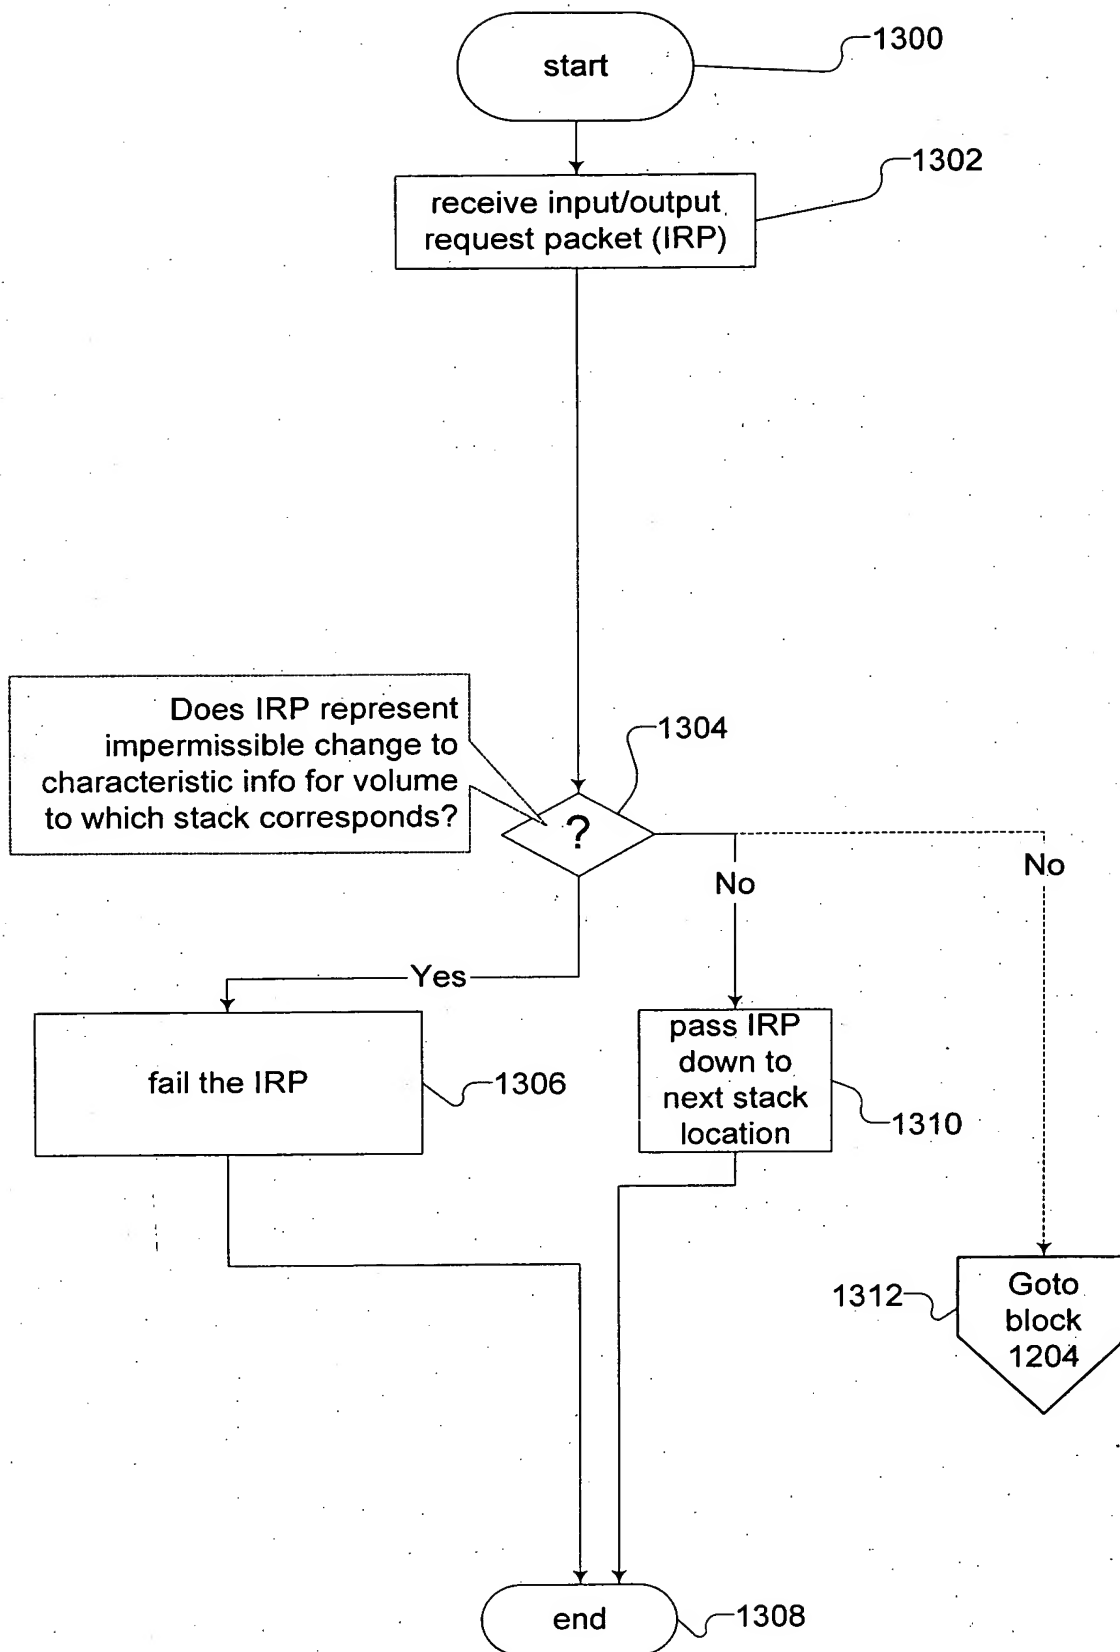 start
1300
1302
receive input/output
request packet (IRP)
Does IRP represent
impermissible change to
characteristic info for volume
to which stack corresponds?
1304
?
No
No
Yes
fail the IRP
1306
pass IRP
down to
next stack
location
1310
1312
Goto
block
1204
end
1308